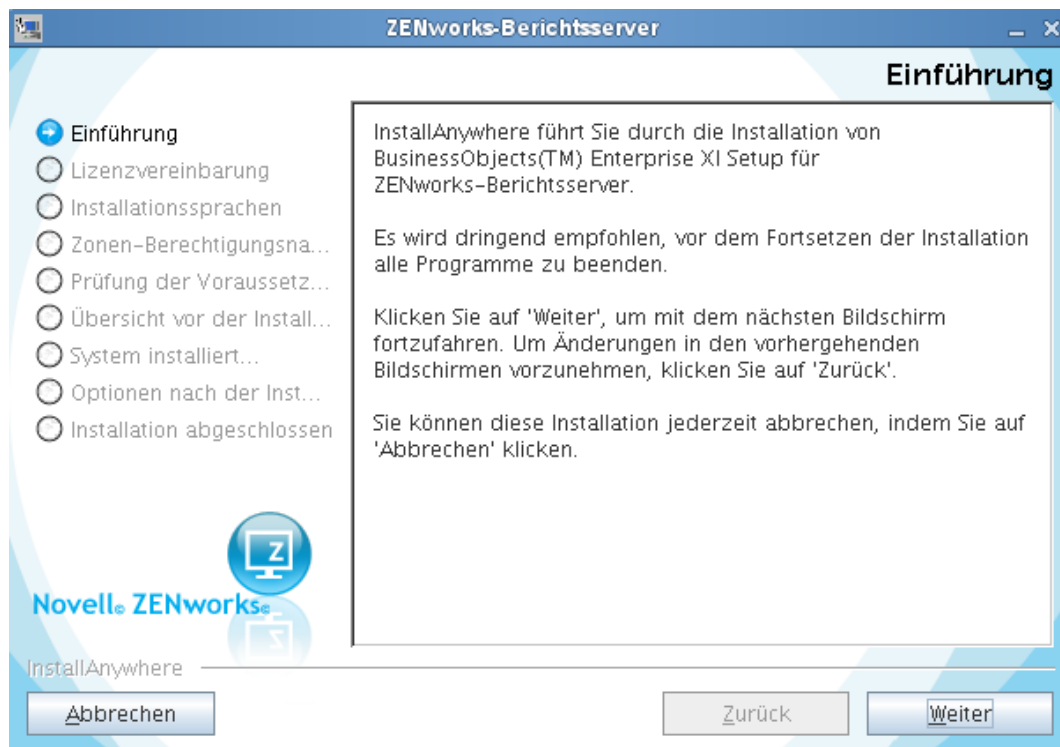 ZENworks-Berichtsserver
Einführung
Einführung
Lizenzvereinbarung
Installationssprachen
Zonen-Berechtigungsna...
Prüfung der Voraussetz...
Übersicht vor der Install...
System installiert...
Optionen nach der Inst...
Installation abgeschlossen
InstallAnywhere führt Sie durch die Installation von
BusinessObjects(TM) Enterprise XI Setup für
ZENworks-Berichtsserver.
Es wird dringend empfohlen, vor dem Fortsetzen der Installation
alle Programme zu beenden.
Klicken Sie auf 'Weiter', um mit dem nächsten Bildschirm
fortzufahren. Um Änderungen in den vorhergehenden
Bildschirmen vorzunehmen, klicken Sie auf 'Zurück'.
Sie können diese Installation jederzeit abbrechen, indem Sie auf
'Abbrechen' klicken.
Z
Novell® ZENworks®
InstallAnywhere
Abbrechen
Zurück
Weiter